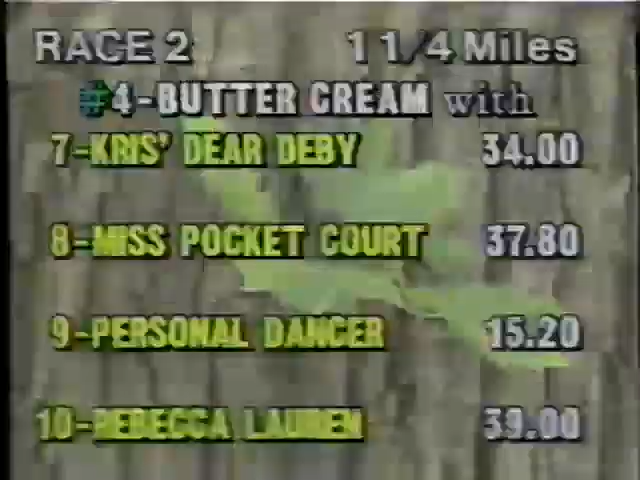 RACE 2 1 1/4 Miles
#4-BUTTER CREAM with
7-KRIS' DEAR DEBY 34.00
8-MISS POCKET COURT 37.80
9-PERSONAL DANCER 15.20
10-REBECCA LAUREN 39.00